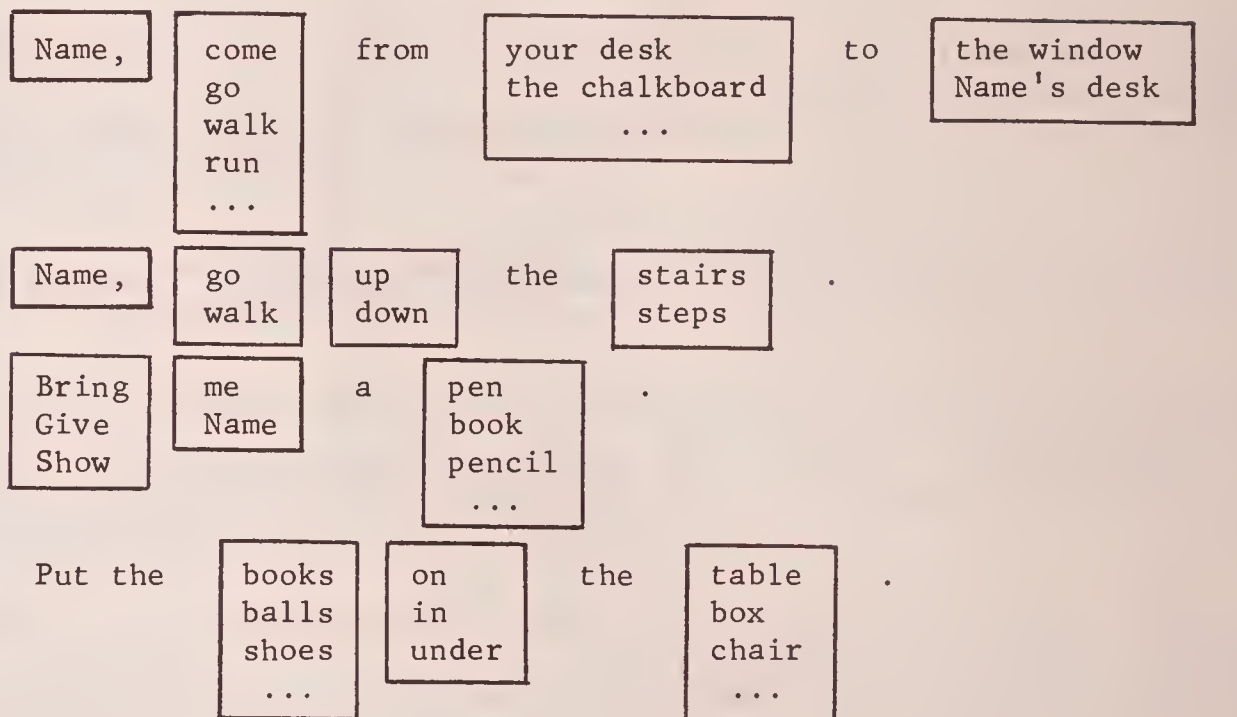 Name, come from your desk to the window
go the chalkboard Name's desk
walk ...
run
...
Name, go up the stairs .
walk down steps
Bring me a pen .
Give Name book
Show pencil
...
Put the books on the table .
balls in box
shoes under chair
... ...